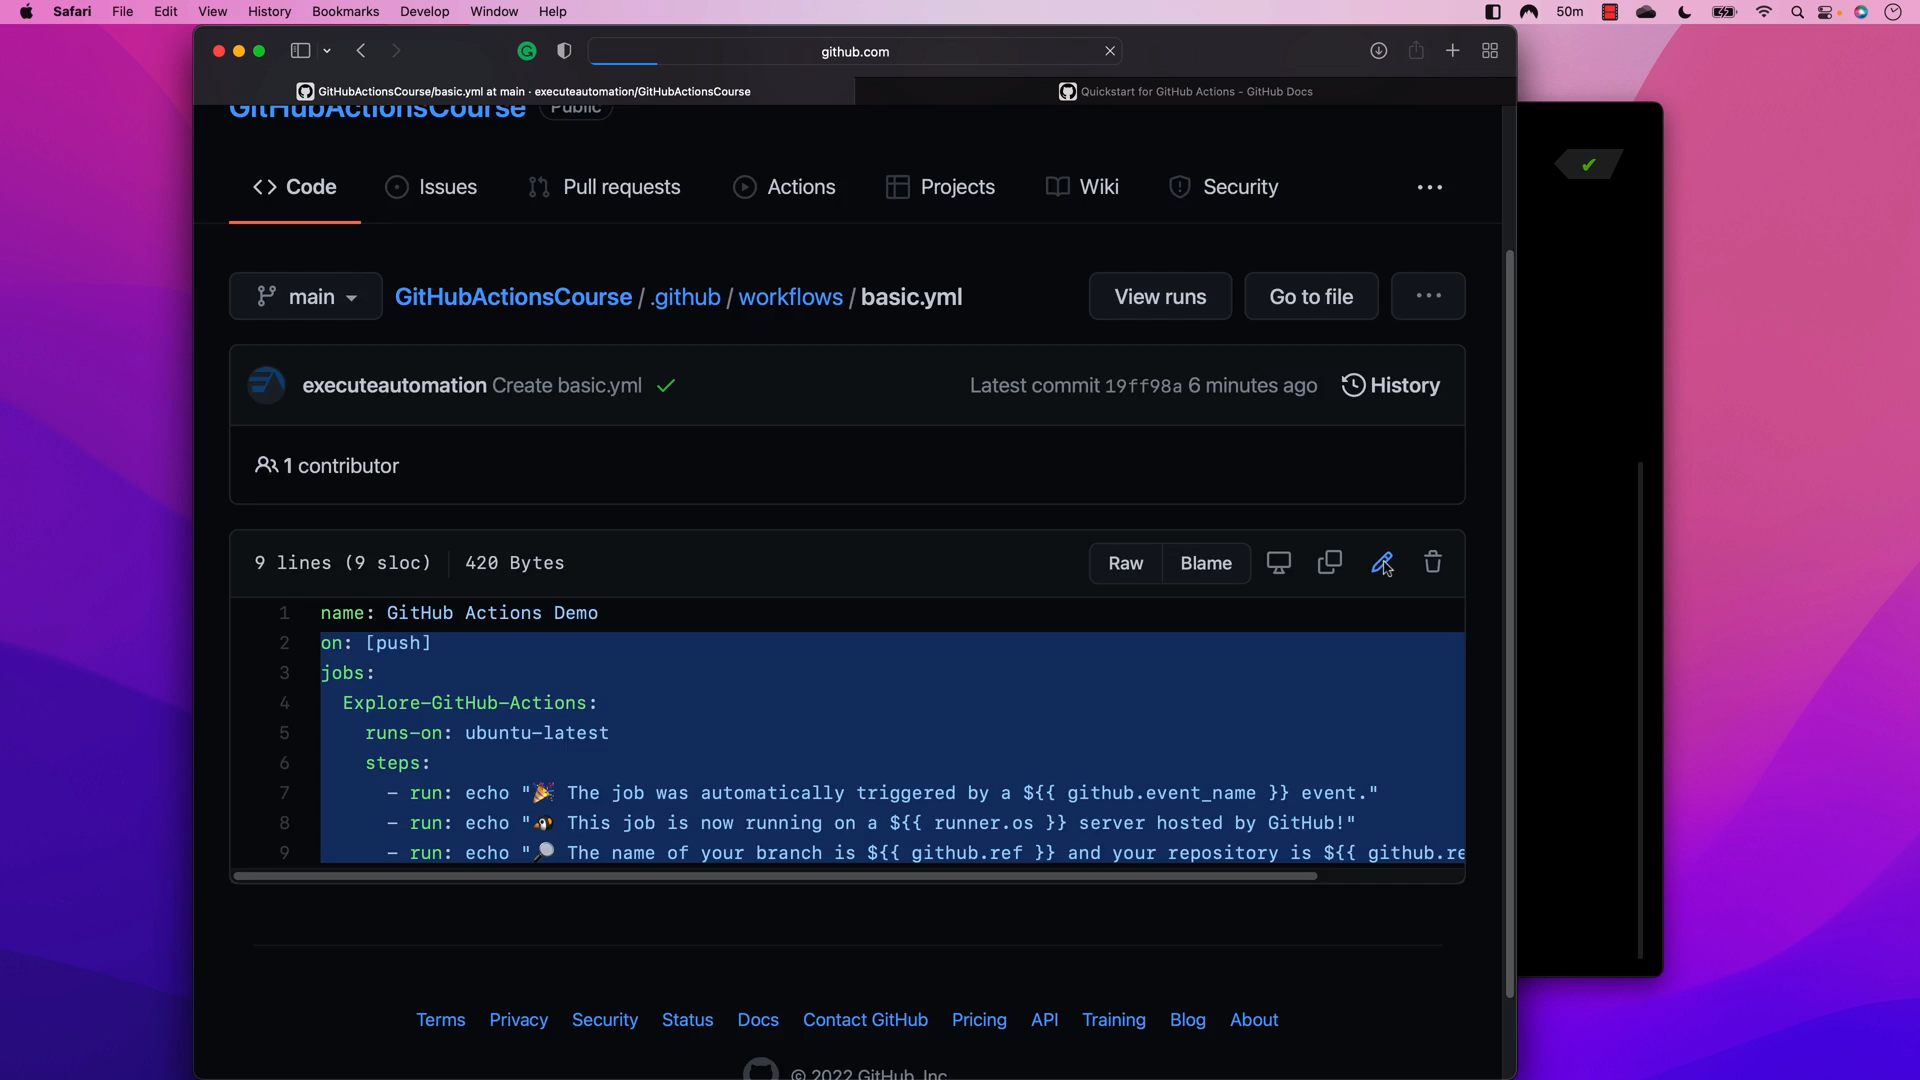 Safari File Edit View History Bookmarks Develop Window Help 50m
github.com
GitHubActionsCourse/basic.yml at main · executeautomation/GitHubActionsCourse
Quickstart for GitHub Actions - GitHub Docs
GitHubActionsCourse Public
Code Issues Pull requests Actions Projects Wiki Security
main GitHubActionsCourse / .github / workflows / basic.yml View runs Go to file
executeautomation Create basic.yml Latest commit 19ff98a 6 minutes ago History
1 contributor
9 lines (9 sloc) 420 Bytes Raw Blame
1 name: GitHub Actions Demo
2 on: [push]
3 jobs:
4 Explore-GitHub-Actions:
5 runs-on: ubuntu-latest
6 steps:
7 - run: echo "🎉 The job was automatically triggered by a ${{ github.event_name }} event."
8 - run: echo "🐧 This job is now running on a ${{ runner.os }} server hosted by GitHub!"
9 - run: echo "🔎 The name of your branch is ${{ github.ref }} and your repository is ${{ github.re
Terms Privacy Security Status Docs Contact GitHub Pricing API Training Blog About
© 2022 GitHub, Inc.